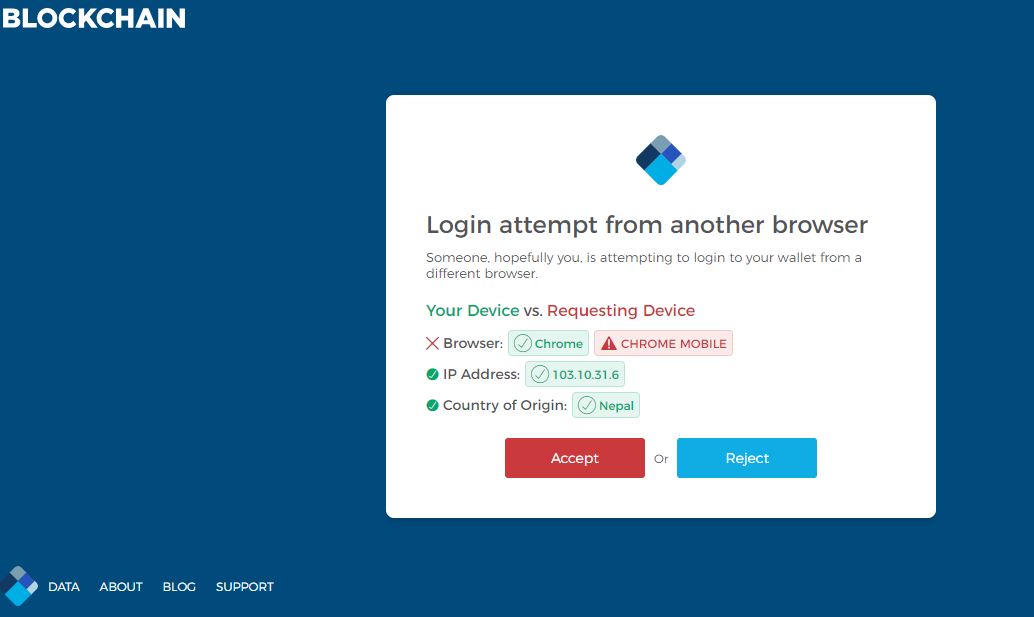 BLOCKCHAIN
Login attempt from another browser
Someone, hopefully you, is attempting to login to your wallet from a
different browser.
Your Device vs. Requesting Device
Browser: Chrome CHROME MOBILE
IP Address: 103.10.31.6
Country of Origin: Nepal
Accept Or Reject
DATA ABOUT BLOG SUPPORT